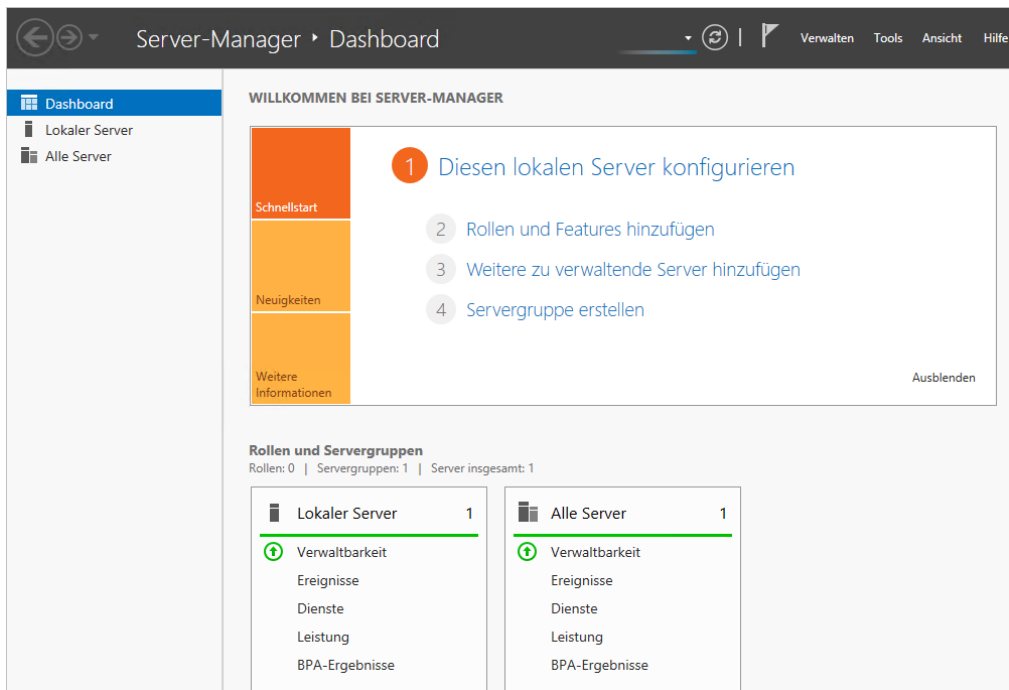 Server-Manager ‣ Dashboard
Verwalten Tools Ansicht Hilfe
Dashboard
Lokaler Server
Alle Server
WILLKOMMEN BEI SERVER-MANAGER
Schnellstart
Neuigkeiten
Weitere
Informationen
1 Diesen lokalen Server konfigurieren
2 Rollen und Features hinzufügen
3 Weitere zu verwaltende Server hinzufügen
4 Servergruppe erstellen
Ausblenden
Rollen und Servergruppen
Rollen: 0 | Servergruppen: 1 | Server insgesamt: 1
Lokaler Server 1
Verwaltbarkeit
Ereignisse
Dienste
Leistung
BPA-Ergebnisse
Alle Server 1
Verwaltbarkeit
Ereignisse
Dienste
Leistung
BPA-Ergebnisse